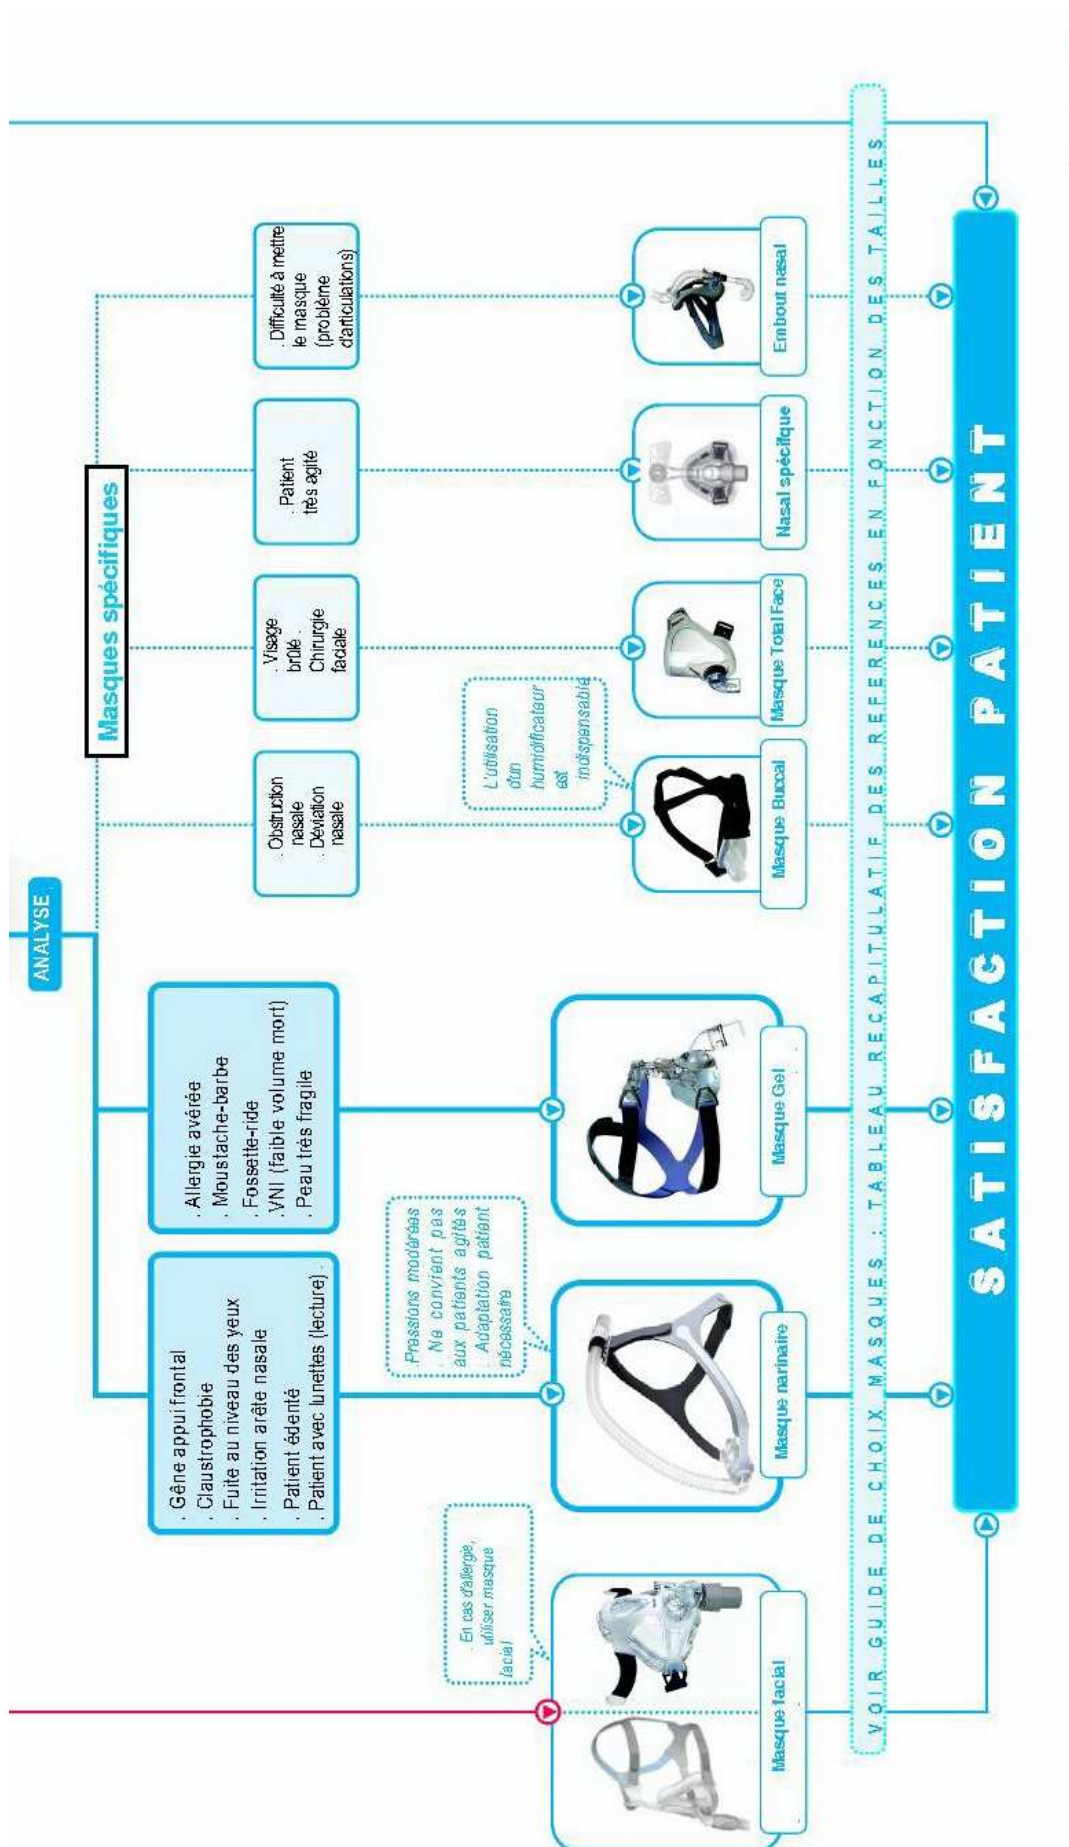 ANALYSE
Masques spécifiques
. Gêne appui frontal
. Claustrophobie
. Fuite au niveau des yeux
. Irritation arête nasale
. Patient édenté
. Patient avec lunettes (lecture) .
. Allergie avérée
. Moustache-barbe
. Fossette-ride
.VNI (faible volume mort)
. Peau très fragile
. Obstruction
nasale
. Déviation
nasale
. Visage
brûlé .
Chirurgie
faciale
. Patient
très agité
. Difficulté à mettre
le masque
(problème
d'articulations)
. En cas d'allergie,
utiliser masque
facial
.Pressions modérées
. Ne convient pas
aux patients agités
. Adaptation patient
nécessaire
L'utilisation
d'un
humidificateur
est
indispensable
Masque facial
Masque narinaire
Masque Gel
Masque Buccal
Masque Total Face
Nasal spécifque
Embout nasal
VOIR GUIDE DE CHOIX MASQUES : TABLEAU RECAPITULATIF DES REFERENCES EN FONCTION DES TAILLES
SATISFACTION PATIENT